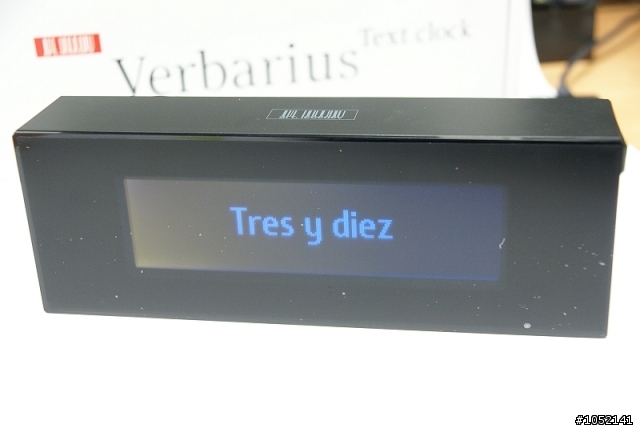 Text clock
Verbarius
Tres y diez
#1052141